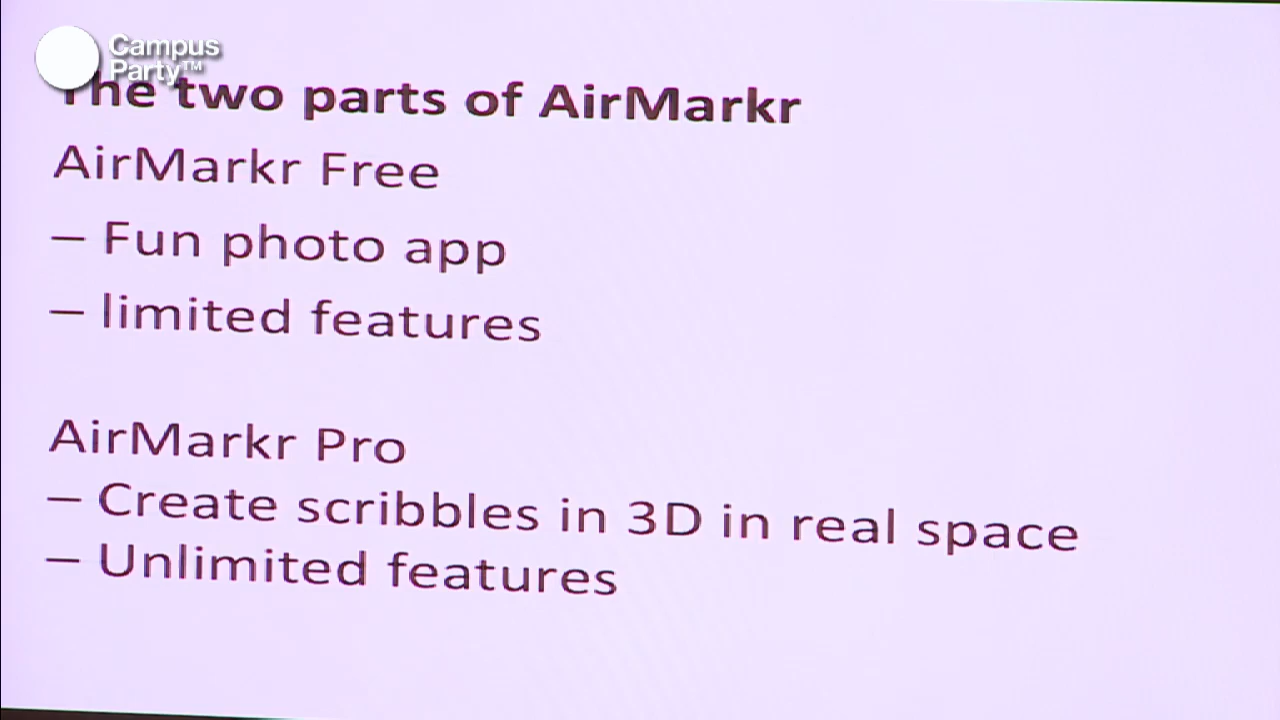 Campus
Party™
The two parts of AirMarkr
AirMarkr Free
– Fun photo app
– limited features
AirMarkr Pro
– Create scribbles in 3D in real space
– Unlimited features